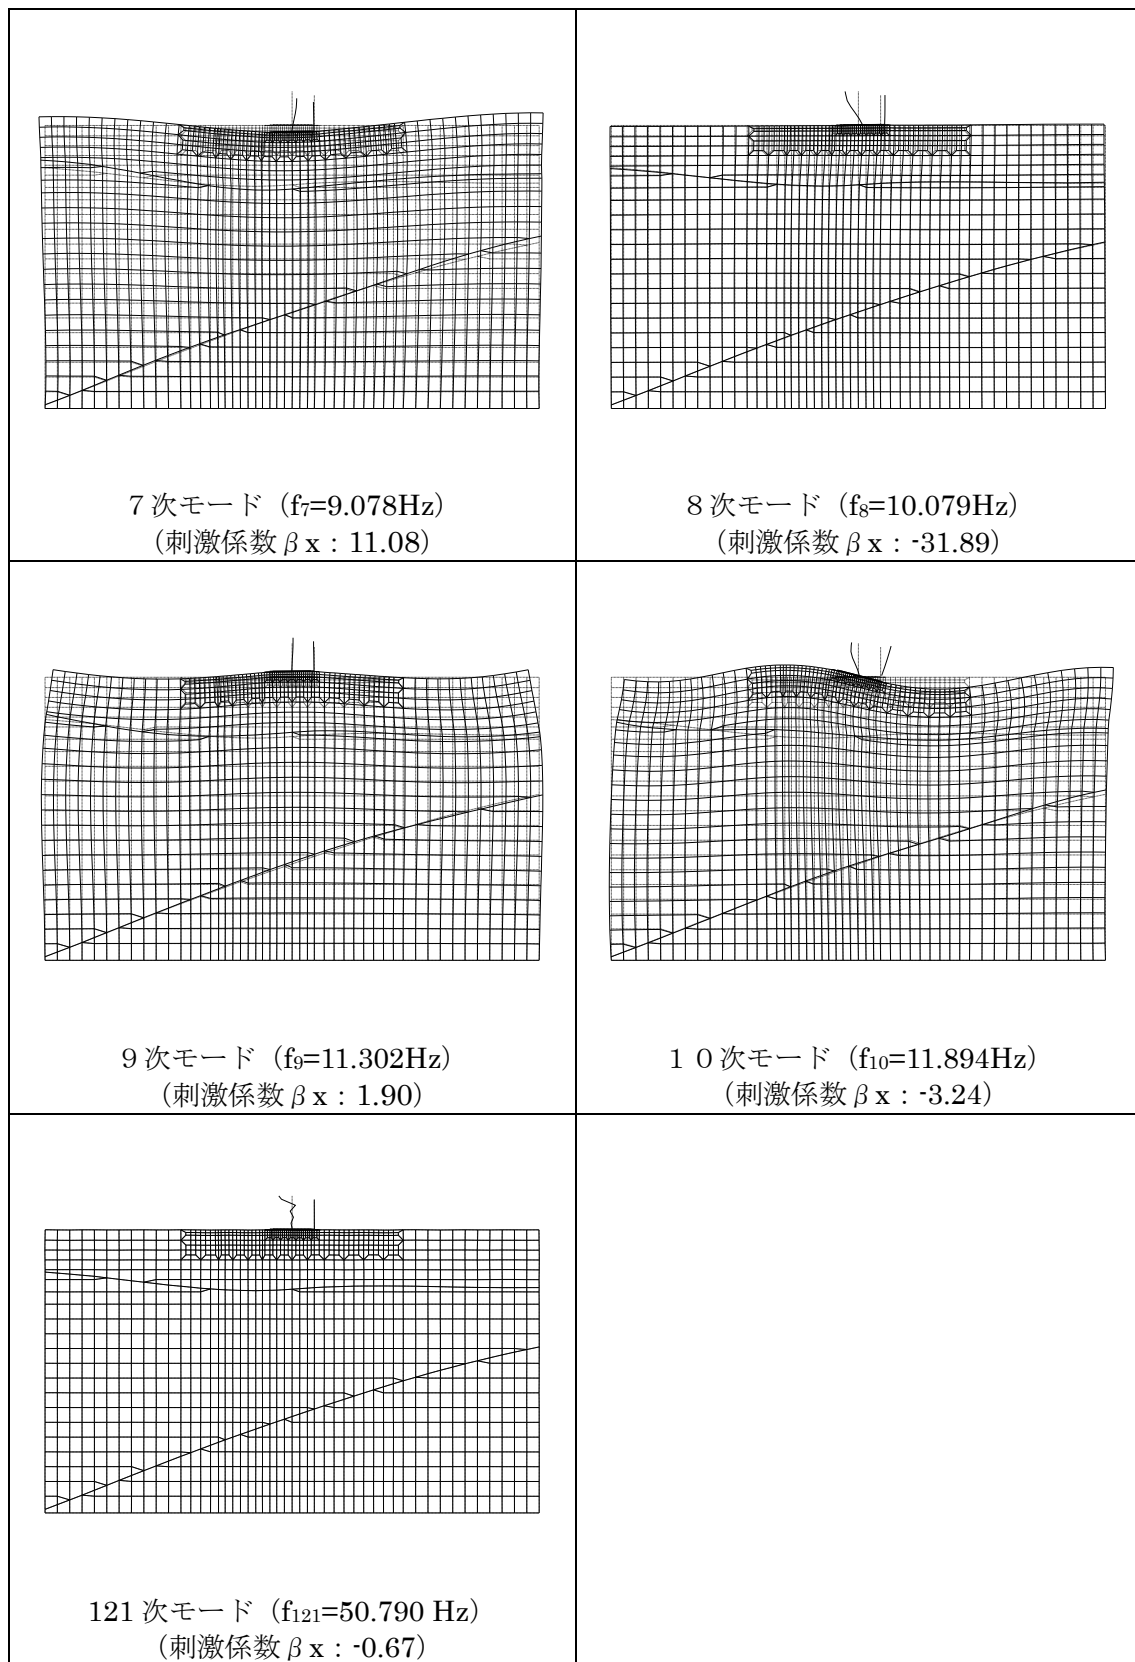 ７次モード（f₇=9.078Hz）
（刺激係数βx：11.08）
８次モード（f₈=10.079Hz）
（刺激係数βx：-31.89）
９次モード（f₉=11.302Hz）
（刺激係数βx：1.90）
１０次モード（f₁₀=11.894Hz）
（刺激係数βx：-3.24）
121 次モード（f₁₂₁=50.790 Hz）
（刺激係数βx：-0.67）